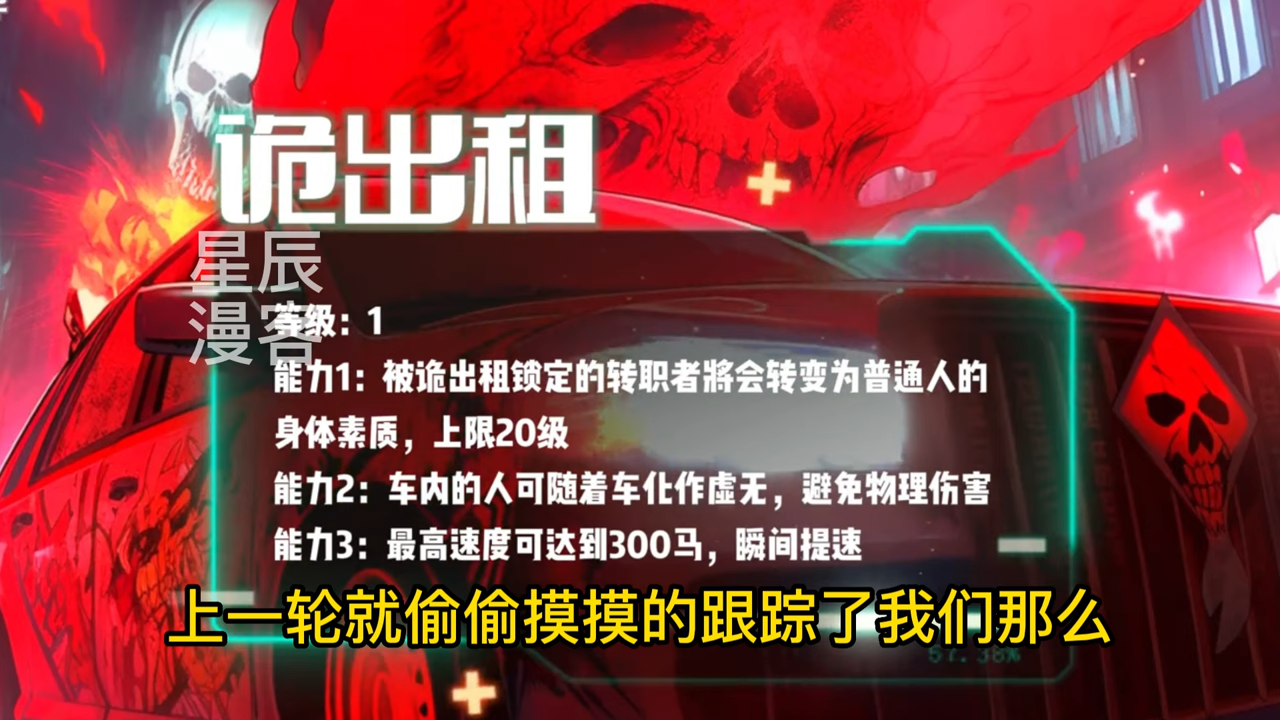 诡出租
星辰
漫客
等级：1
能力1：被诡出租锁定的转职者將会转变为普通人的
身体素质，上限20级
能力2：车内的人可随着车化作虚无，避免物理伤害
能力3：最高速度可达到300马，瞬间提速
上一轮就偷偷摸摸的跟踪了我们那么
57.38%